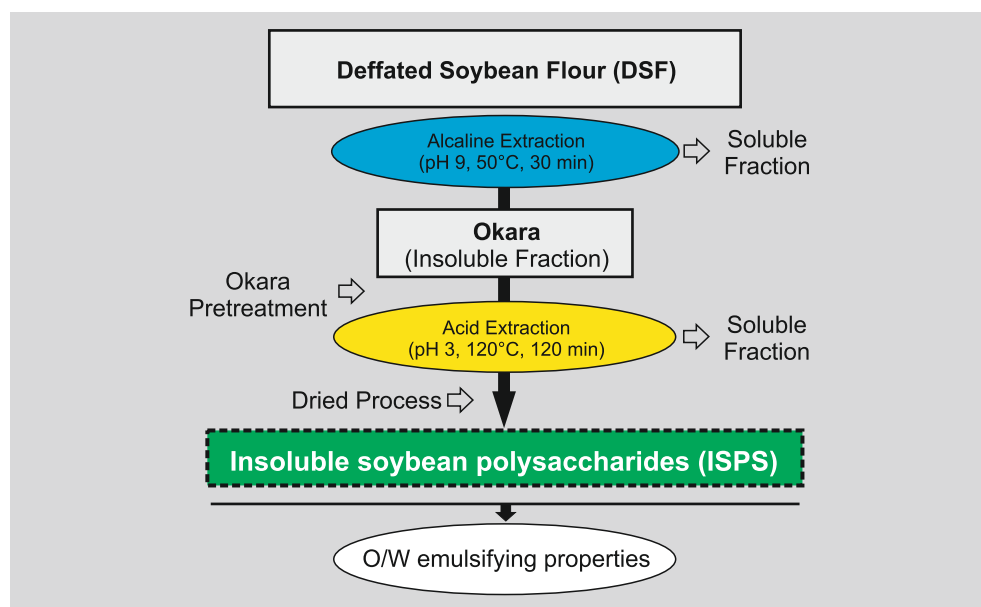 Deffated Soybean Flour (DSF)
Alcaline Extraction
(pH 9, 50°C, 30 min)
Soluble
Fraction
Okara
(Insoluble Fraction)
Okara
Pretreatment
Acid Extraction
(pH 3, 120°C, 120 min)
Soluble
Fraction
Dried Process
Insoluble soybean polysaccharides (ISPS)
O/W emulsifying properties